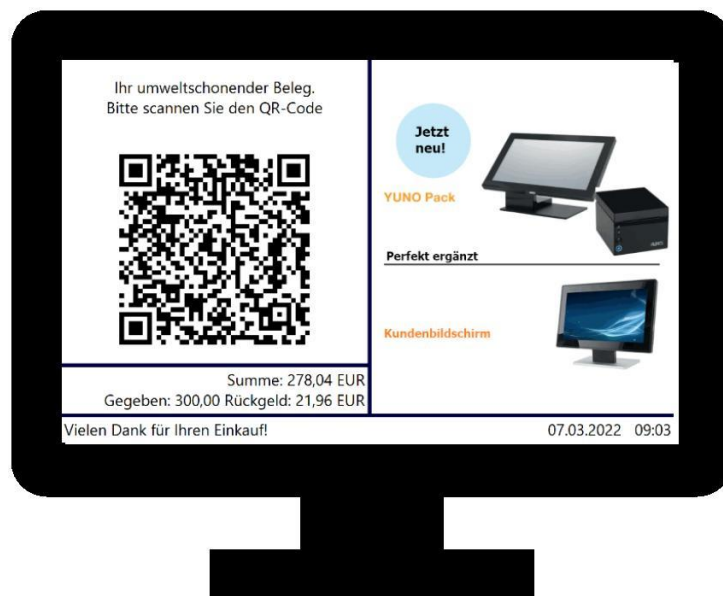 Ihr umweltschonender Beleg.
Bitte scannen Sie den QR-Code
Summe: 278,04 EUR
Gegeben: 300,00 Rückgeld: 21,96 EUR
Jetzt
neu!
YUNO Pack
Perfekt ergänzt
Kundenbildschirm
Vielen Dank für Ihren Einkauf!
07.03.2022 09:03